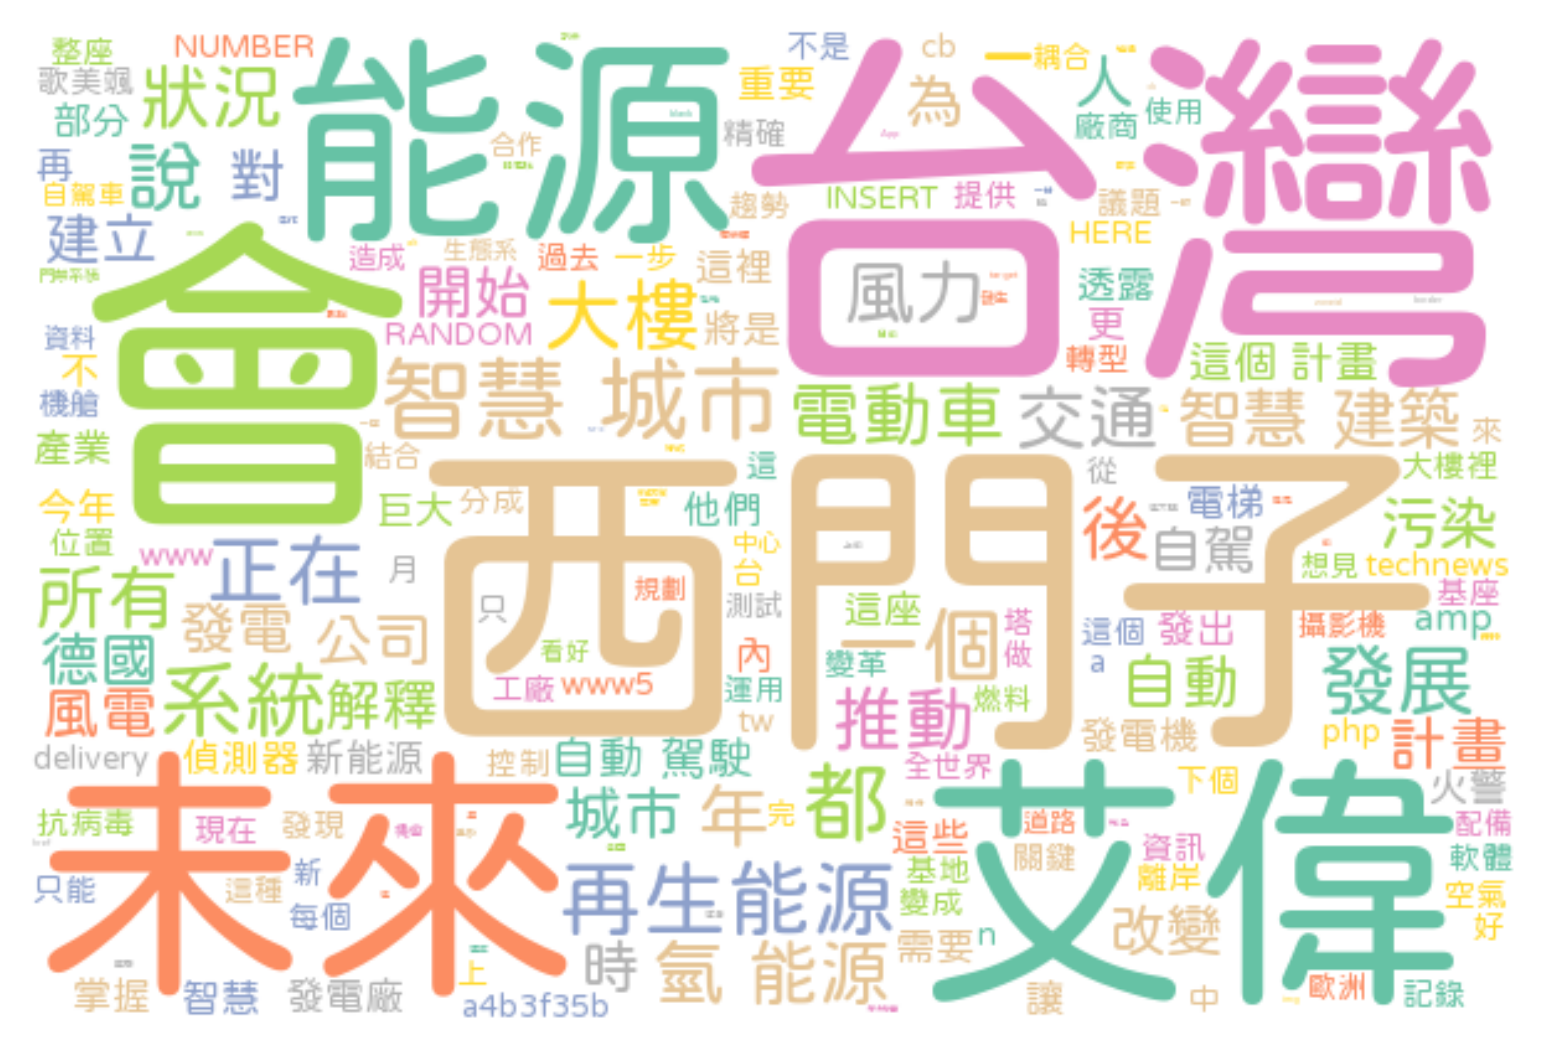 整座 NUMBER 能源 台灣 不是 cb 一 耦合 人
歌美颯 狀況 重要 為 廠商 使用
部分 合作 精確
再 說 對 INSERT 提供 議題
自駕車 趨勢 HERE
建立 造成 生態系 過去 一步 這裡 透露
會 開始 大樓 風力 更
資料 RANDOM 將是 轉型 這個 計畫
不 智慧 城市 電動車 交通 智慧 建築 來
機艙
產業 結合 西門子 這 從 大樓裡
今年 巨大 分成 他們 後 電梯 污染
位置 www 正在 月 中心 自駕 想見 technews
所有 只 規劃 台 測試 這座 一個 塔 基座
發電 公司 這個 發出 攝影機 amp
德國 看好 內 變革 做 a 自動 發展
風電 系統 解釋 工廠 www5 運用 推動 燃料
tw 發電機 php 計畫
delivery 偵測器 新能源 控制 自動 駕駛 全世界 下個 火警
未來 城市 年 完 都 艾偉
抗病毒 現在 發現 這些 道路 配備
只能 這種 新 再生能源 基地 關鍵 資訊 軟體
每個 變成 離岸 空氣
時 氫 能源 需要 n 改變 好
掌握 智慧 發電廠 上 a4b3f35b 讓 中 歐洲 記錄